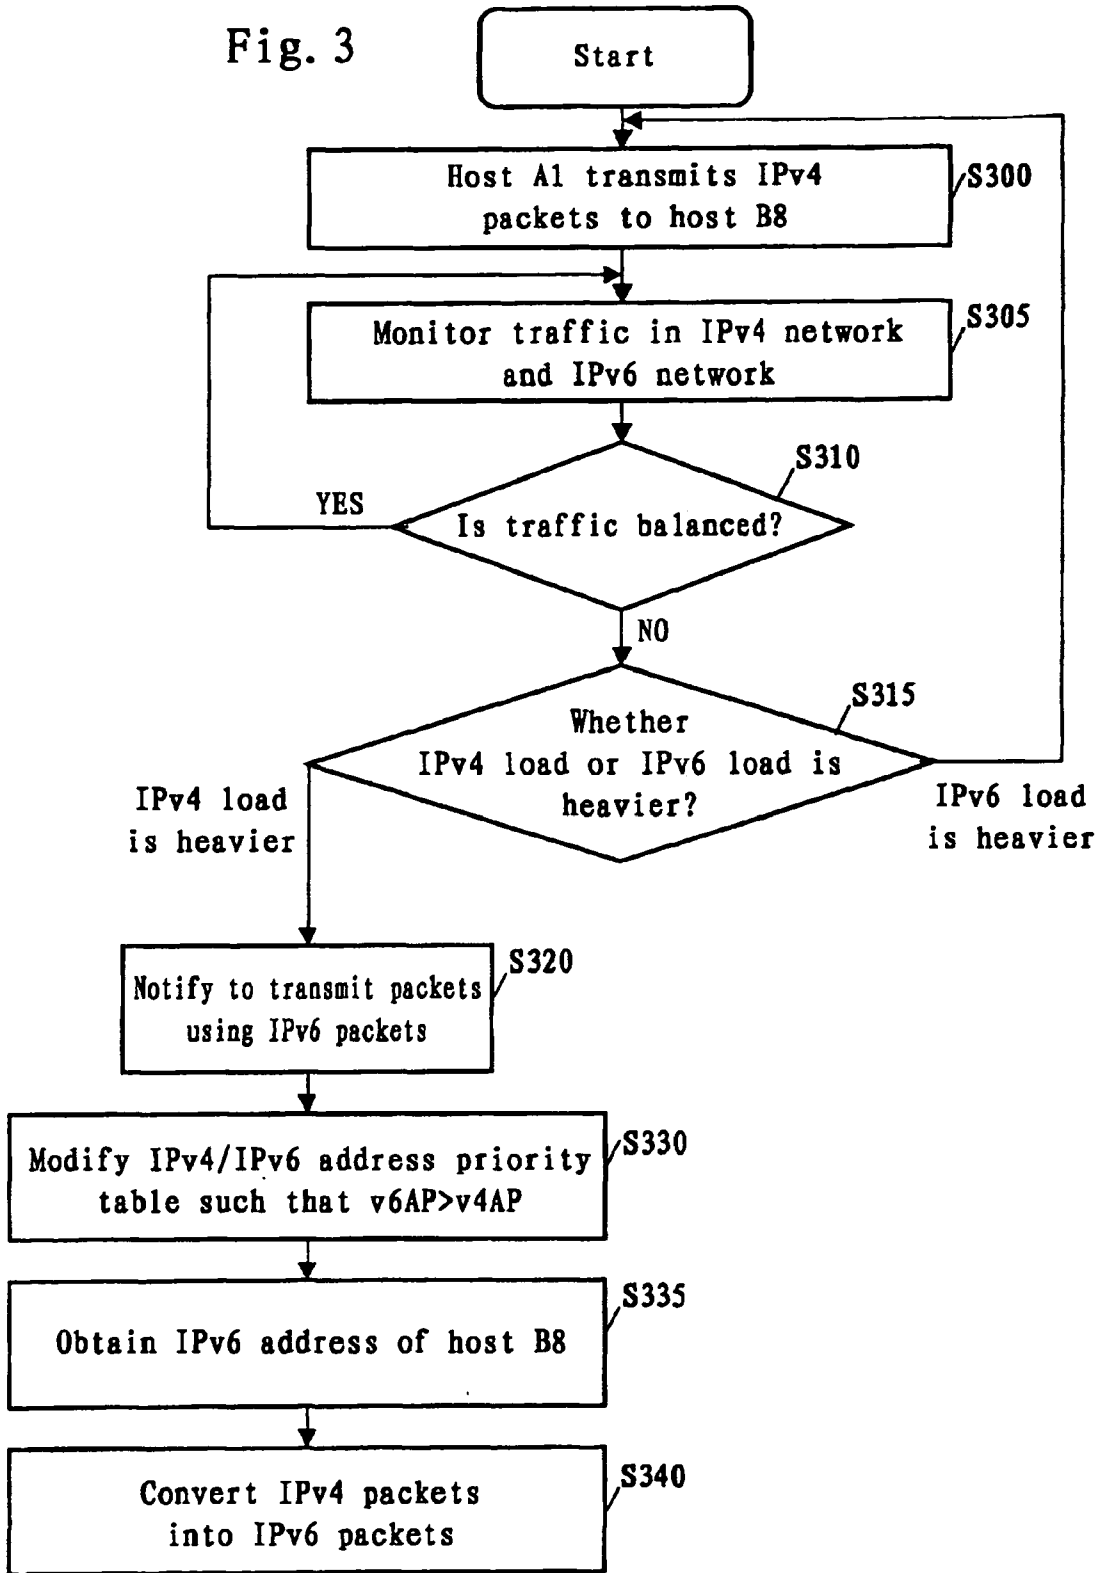 Fig. 3
Start
Host A1 transmits IPv4
packets to host B8
S300
Monitor traffic in IPv4 network
and IPv6 network
S305
S310
YES
Is traffic balanced?
NO
S315
Whether
IPv4 load or IPv6 load is
heavier?
IPv4 load
is heavier
IPv6 load
is heavier
S320
Notify to transmit packets
using IPv6 packets
S330
Modify IPv4/IPv6 address priority
table such that v6AP>v4AP
S335
Obtain IPv6 address of host B8
S340
Convert IPv4 packets
into IPv6 packets